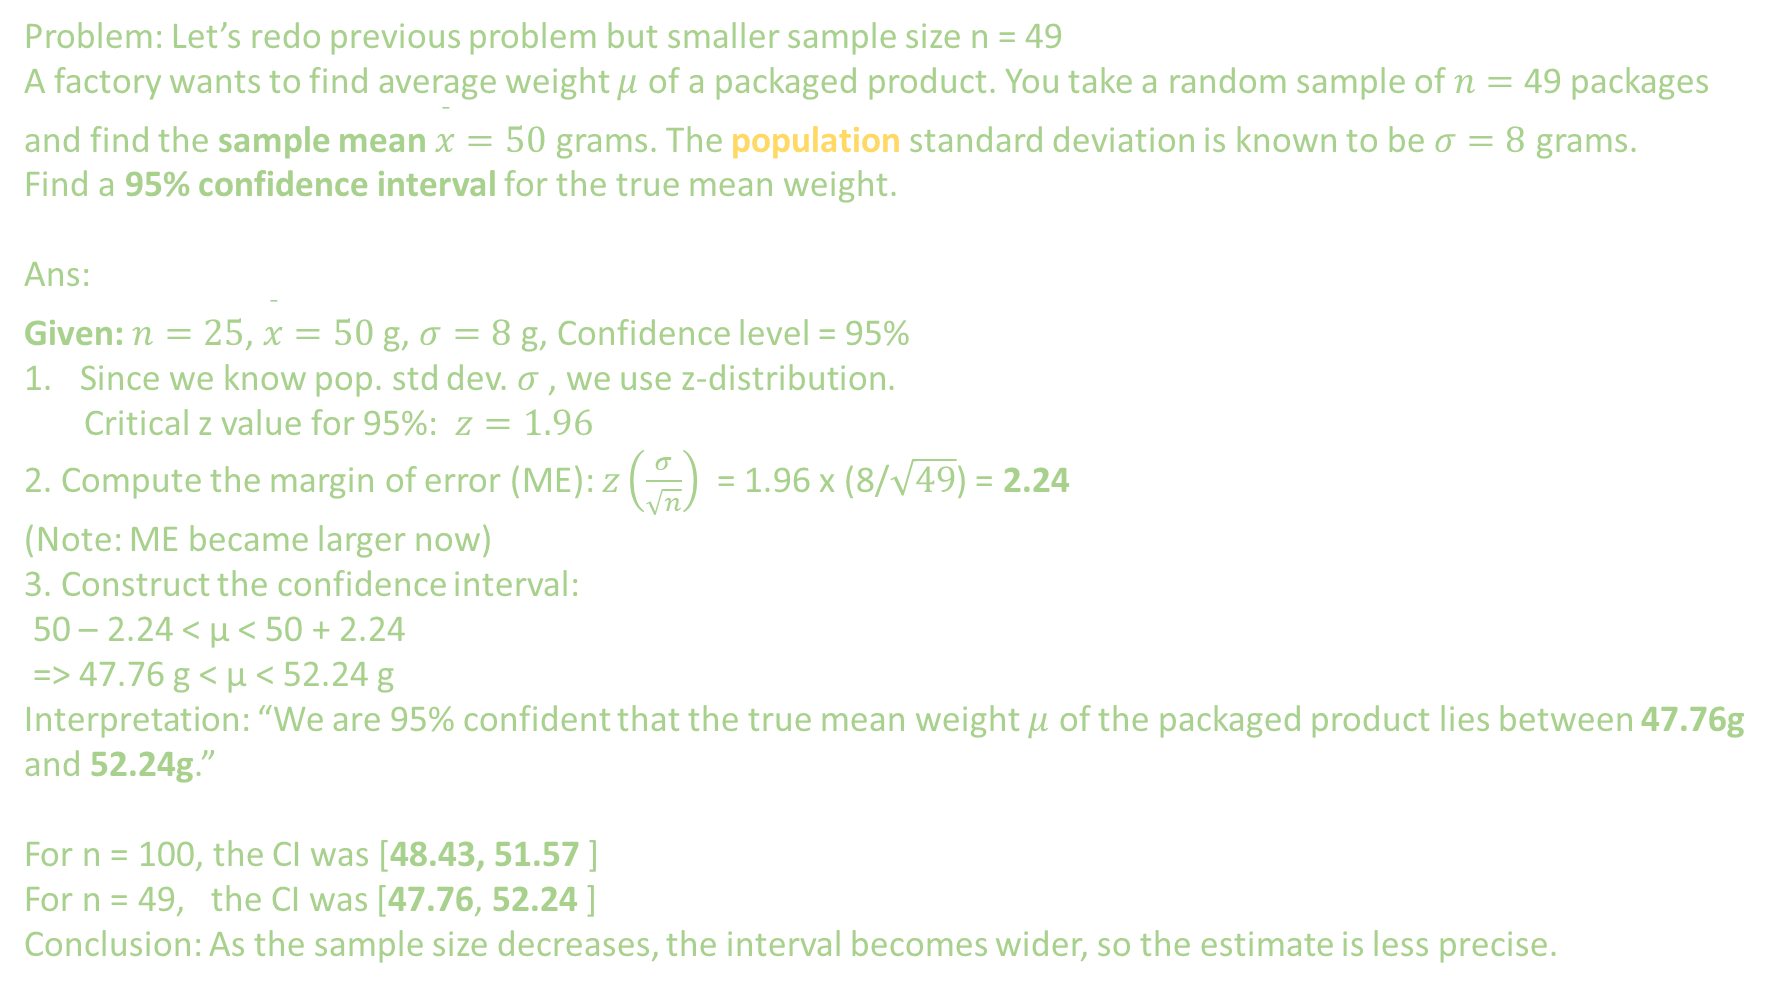 Problem: Let’s redo previous problem but smaller sample size n = 49
A factory wants to find average weight μ of a packaged product. You take a random sample of n = 49 packages
and find the sample mean x̄ = 50 grams. The population standard deviation is known to be σ = 8 grams.
Find a 95% confidence interval for the true mean weight.
Ans:
Given: n = 25, x̄ = 50 g, σ = 8 g, Confidence level = 95%
1. Since we know pop. std dev. σ , we use z-distribution.
Critical z value for 95%: z = 1.96
2. Compute the margin of error (ME): z (σ/√n) = 1.96 x (8/√49) = 2.24
(Note: ME became larger now)
3. Construct the confidence interval:
50 – 2.24 < μ < 50 + 2.24
=> 47.76 g < μ < 52.24 g
Interpretation: “We are 95% confident that the true mean weight μ of the packaged product lies between 47.76g
and 52.24g.”
For n = 100, the CI was [48.43, 51.57 ]
For n = 49, the CI was [47.76, 52.24 ]
Conclusion: As the sample size decreases, the interval becomes wider, so the estimate is less precise.